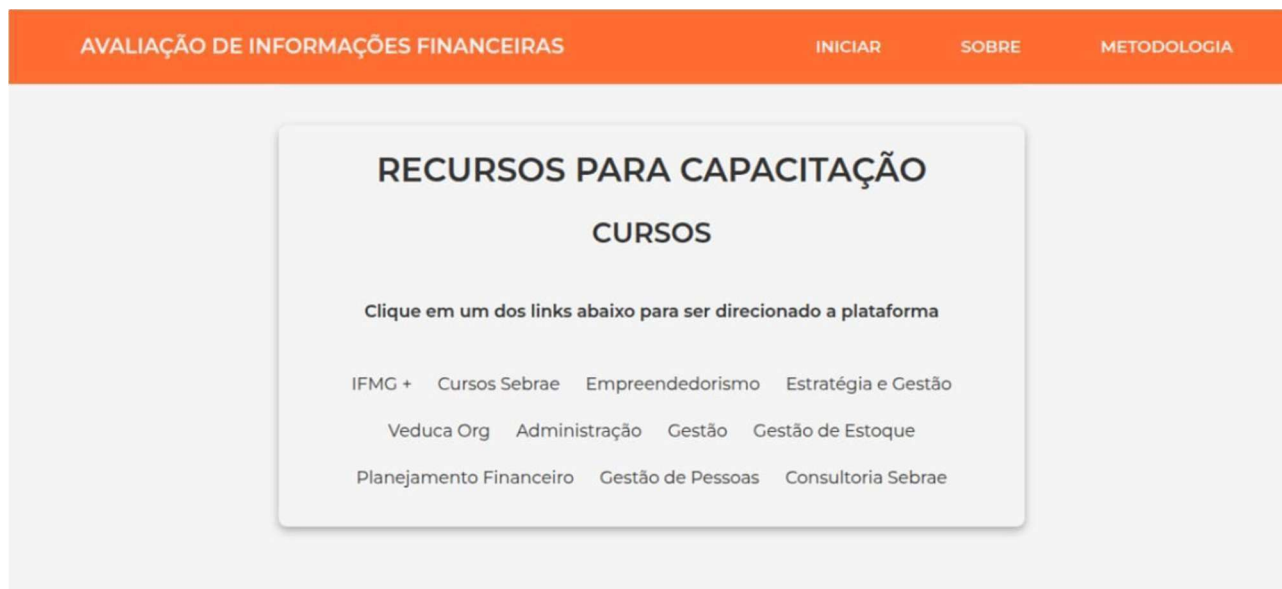 AVALIAÇÃO DE INFORMAÇÕES FINANCEIRAS INICIAR SOBRE METODOLOGIA
RECURSOS PARA CAPACITAÇÃO
CURSOS
Clique em um dos links abaixo para ser direcionado a plataforma
IFMG + Cursos Sebrae Empreendedorismo Estratégia e Gestão
Veduca Org Administração Gestão Gestão de Estoque
Planejamento Financeiro Gestão de Pessoas Consultoria Sebrae